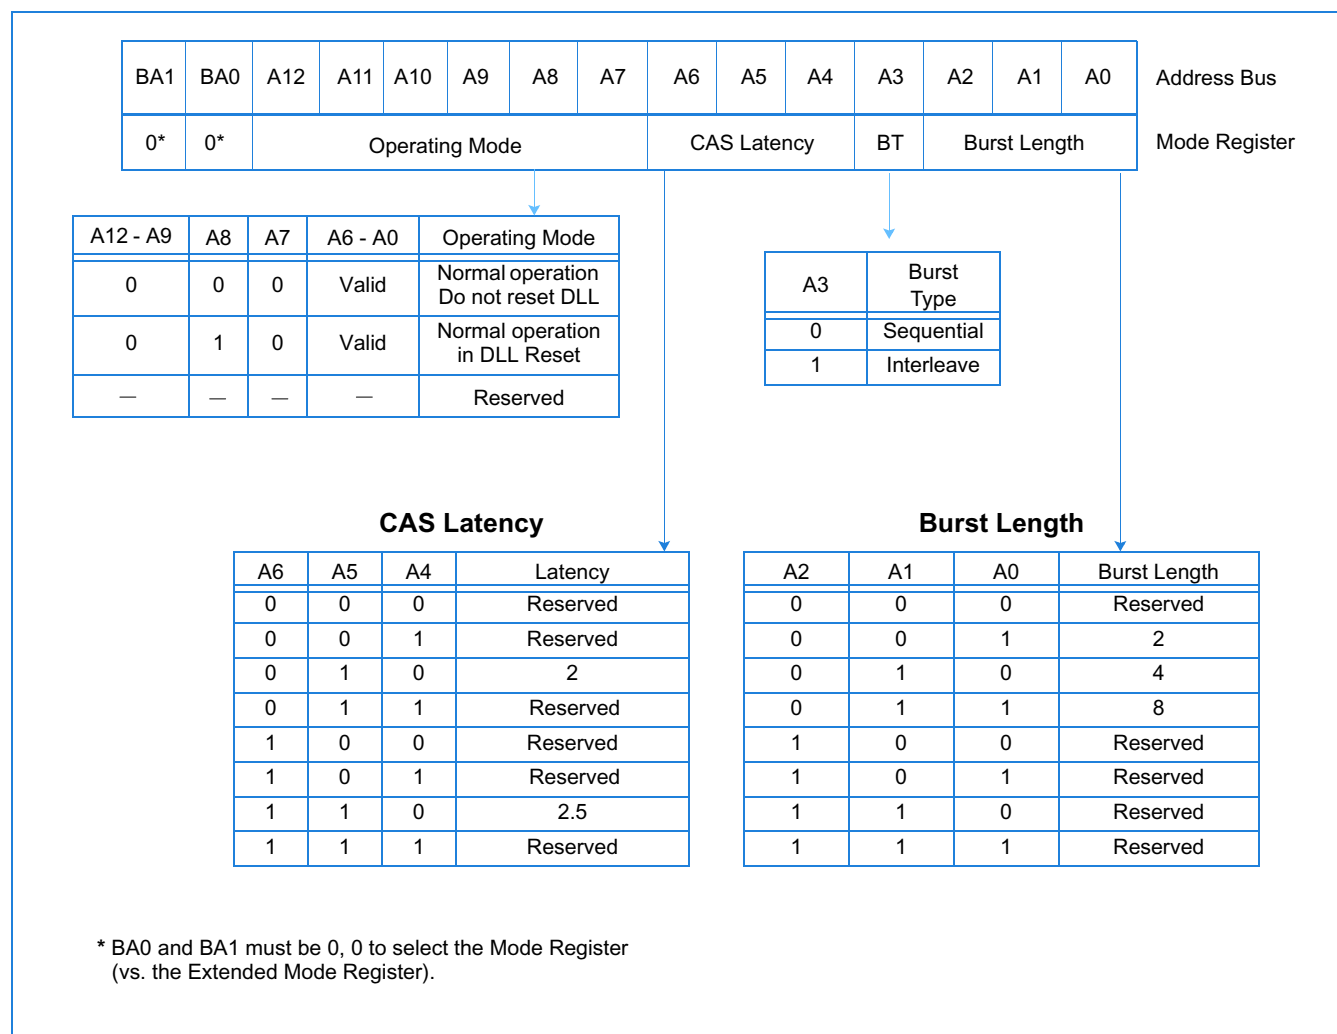 BA1 BA0 A12 A11 A10 A9 A8 A7 A6 A5 A4 A3 A2 A1 A0 Address Bus
0* 0* Operating Mode CAS Latency BT Burst Length Mode Register
A12 - A9 A8 A7 A6 - A0 Operating Mode
0 0 0 Valid Normal operation
Do not reset DLL
0 1 0 Valid Normal operation
in DLL Reset
— — — — Reserved
A3 Burst
Type
0 Sequential
1 Interleave
CAS Latency
A6 A5 A4 Latency
0 0 0 Reserved
0 0 1 Reserved
0 1 0 2
0 1 1 Reserved
1 0 0 Reserved
1 0 1 Reserved
1 1 0 2.5
1 1 1 Reserved
Burst Length
A2 A1 A0 Burst Length
0 0 0 Reserved
0 0 1 2
0 1 0 4
0 1 1 8
1 0 0 Reserved
1 0 1 Reserved
1 1 0 Reserved
1 1 1 Reserved
* BA0 and BA1 must be 0, 0 to select the Mode Register
(vs. the Extended Mode Register).